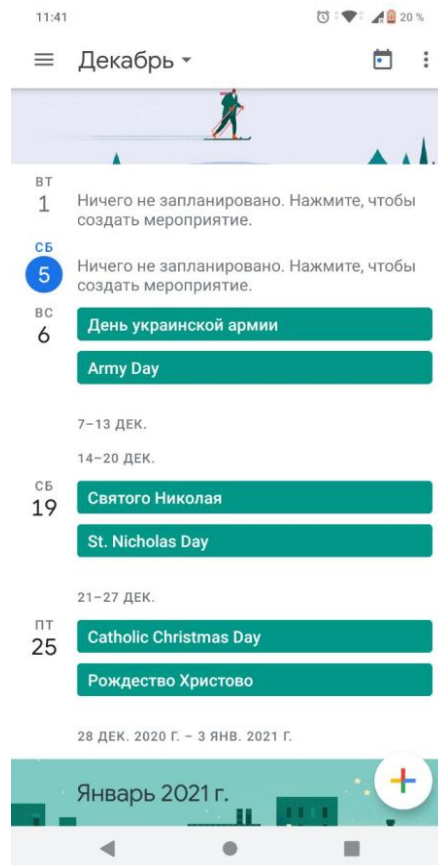 11:41
20 %
Декабрь
ВТ
1
Ничего не запланировано. Нажмите, чтобы
создать мероприятие.
СБ
5
Ничего не запланировано. Нажмите, чтобы
создать мероприятие.
ВС
6
День украинской армии
Army Day
7–13 ДЕК.
14–20 ДЕК.
СБ
19
Святого Николая
St. Nicholas Day
21–27 ДЕК.
ПТ
25
Catholic Christmas Day
Рождество Христово
28 ДЕК. 2020 Г. – 3 ЯНВ. 2021 Г.
Январь 2021 г.